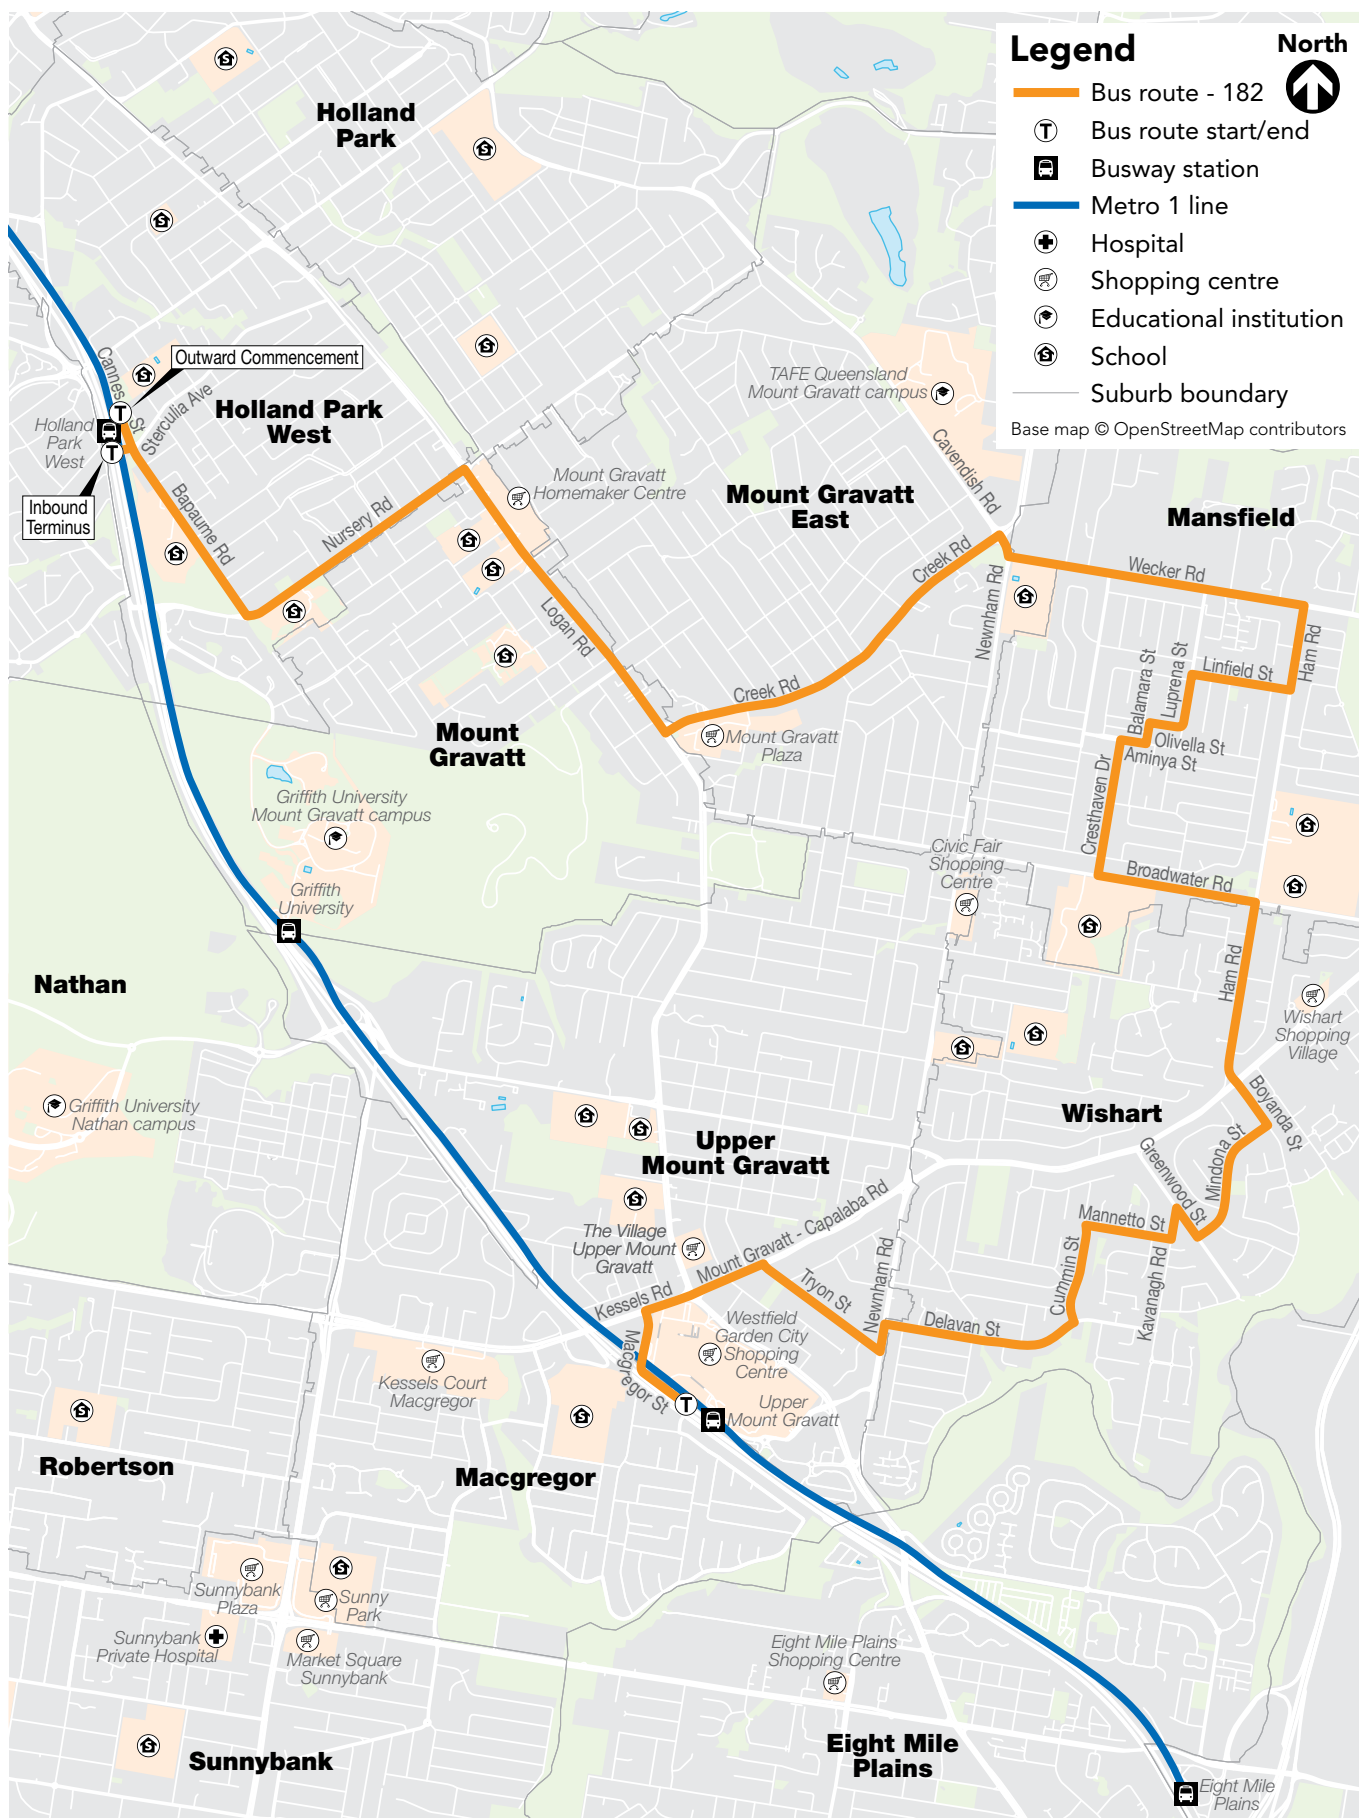 Legend
North
Bus route - 182
Bus route start/end
Busway station
Metro 1 line
Hospital
Shopping centre
Educational institution
School
Suburb boundary
Base map © OpenStreetMap contributors
Holland
Park
Outward Commencement
Cannes St
Sterculia Ave
Holland
Park
West
Holland Park
West
Inbound
Terminus
Bapaume Rd
Nursery Rd
Mount Gravatt
Homemaker Centre
TAFE Queensland
Mount Gravatt campus
Cavendish Rd
Mount Gravatt
East
Mansfield
Creek Rd
Wecker Rd
Newnham Rd
Logan Rd
Ham Rd
Linfield St
Luprena St
Balamara St
Creek Rd
Olivella St
Aminya St
Mount Gravatt
Plaza
Mount
Gravatt
Cresthaven Dr
Griffith University
Mount Gravatt campus
Civic Fair
Shopping
Centre
Broadwater Rd
Griffith
University
Nathan
Ham Rd
Wishart
Shopping
Village
Griffith University
Nathan campus
Wishart
Boyanda St
Mindona St
Greenwood St
Upper
Mount Gravatt
Mannetto St
Mount Gravatt - Capalaba Rd
The Village
Upper Mount
Gravatt
Cummin St
Kavanagh Rd
Newnham Rd
Tryon St
Kessels Rd
Delavan St
Westfield
Garden City
Shopping
Centre
Macgregor St
Kessels Court
Macgregor
Upper
Mount Gravatt
Robertson
Macgregor
Sunnybank
Plaza
Sunny
Park
Sunnybank
Private Hospital
Market Square
Sunnybank
Eight Mile Plains
Shopping Centre
Sunnybank
Eight Mile
Plains
Eight Mile
Plains